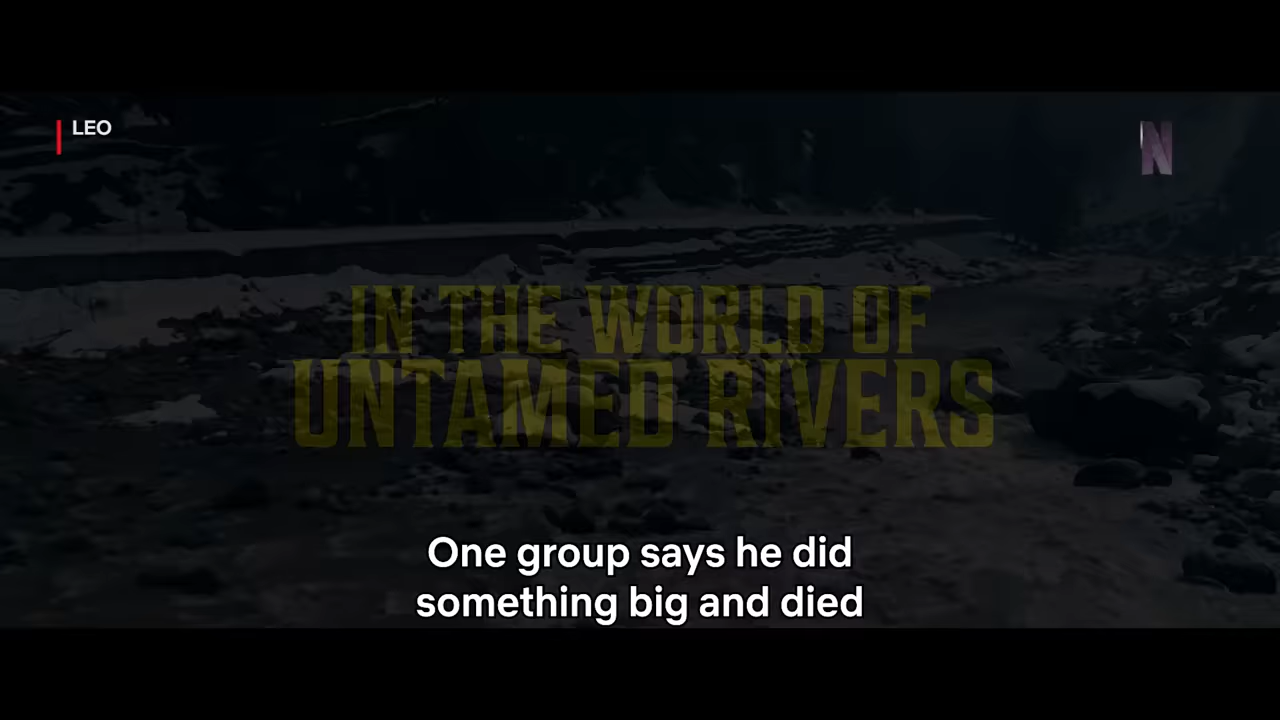 LEO
N
IN THE WORLD OF
UNTAMED RIVERS
One group says he did
something big and died